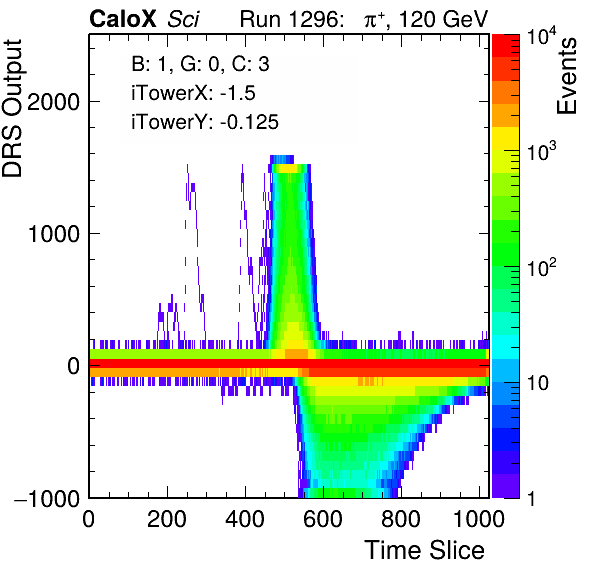 CaloX Sci Run 1296: π⁺, 120 GeV
B: 1, G: 0, C: 3
iTowerX: -1.5
iTowerY: -0.125
DRS Output
2000
1000
0
−1000
0 200 400 600 800 1000
Time Slice
Events
10⁴
10³
10²
10
1